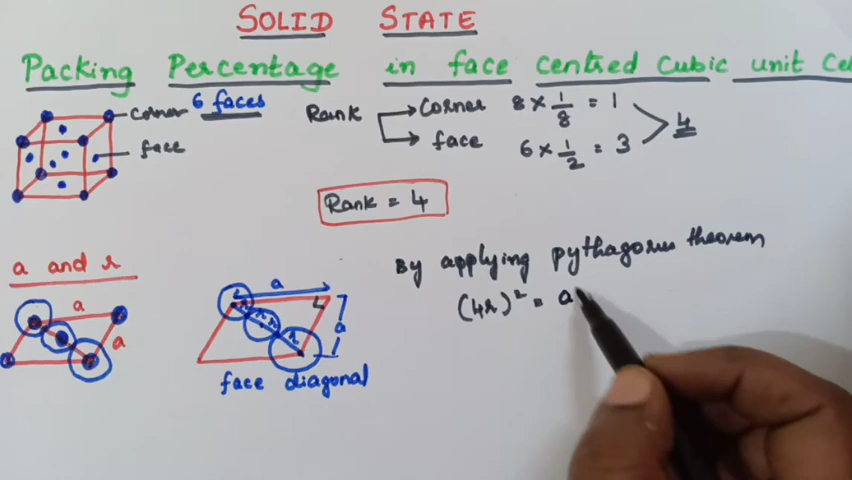 SOLID STATE
Packing Percentage in face centred cubic unit Cel
6 faces
corner
face
Rank
Corner 8 × 1/8 = 1
face 6 × 1/2 = 3
4
Rank = 4
a and r
a
a
a
a
r
r
r
r
face diagonal
By applying pythagorus theorem
(4r)² = a